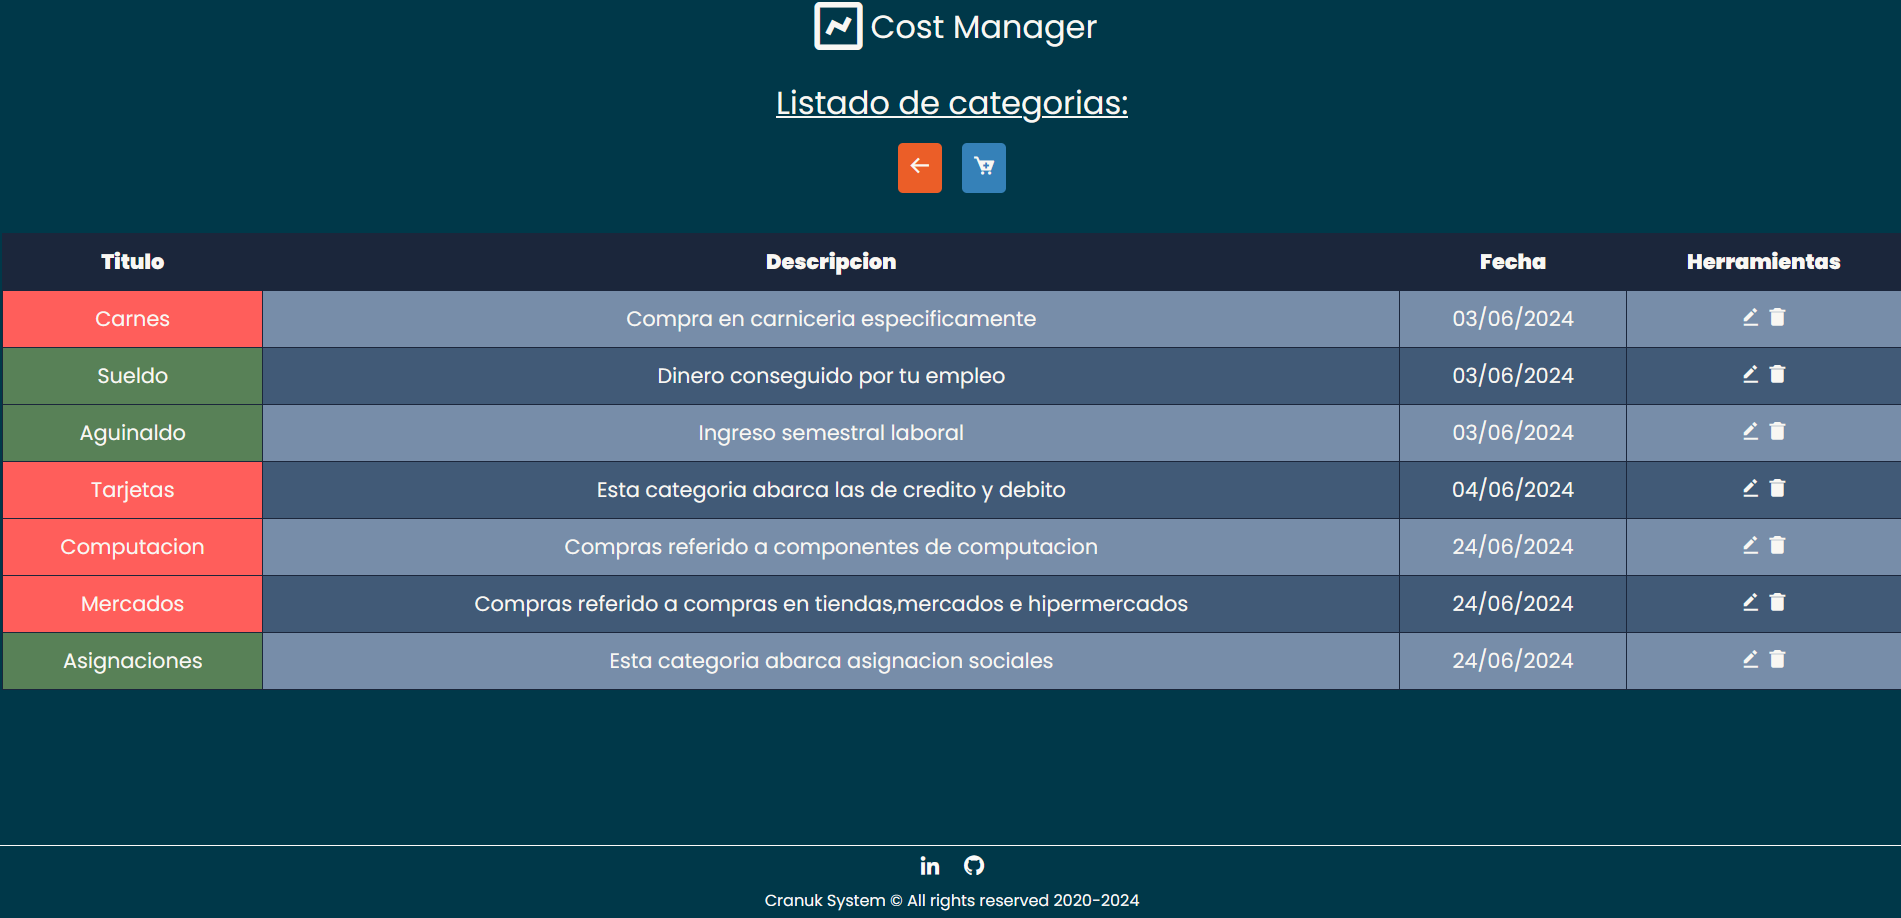 Cost Manager
Listado de categorias:
Titulo Descripcion Fecha Herramientas
Carnes Compra en carniceria especificamente 03/06/2024
Sueldo Dinero conseguido por tu empleo 03/06/2024
Aguinaldo Ingreso semestral laboral 03/06/2024
Tarjetas Esta categoria abarca las de credito y debito 04/06/2024
Computacion Compras referido a componentes de computacion 24/06/2024
Mercados Compras referido a compras en tiendas,mercados e hipermercados 24/06/2024
Asignaciones Esta categoria abarca asignacion sociales 24/06/2024
in
Cranuk System © All rights reserved 2020-2024